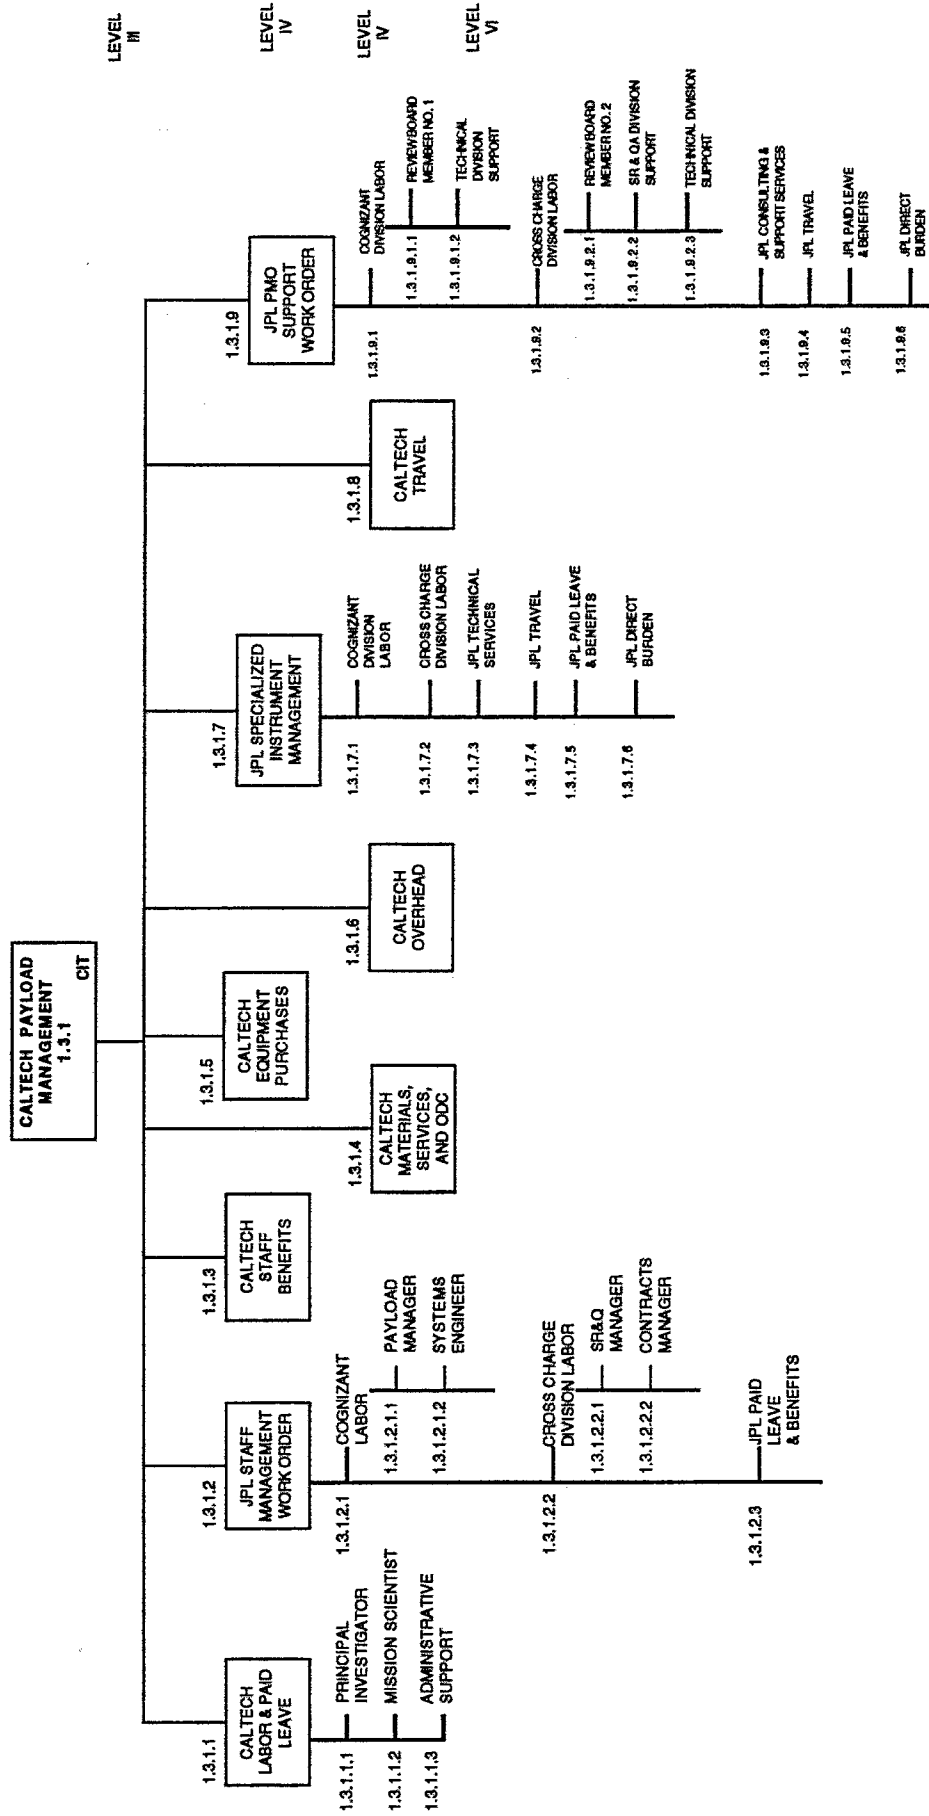 CALTECH PAYLOAD
MANAGEMENT
1.3.1
CIT
LEVEL
III
LEVEL
IV
LEVEL
IV
LEVEL
VI
1.3.1.1
CALTECH
LABOR & PAID
LEAVE
1.3.1.1.1
PRINCIPAL
INVESTIGATOR
1.3.1.1.2
MISSION SCIENTIST
1.3.1.1.3
ADMINISTRATIVE
SUPPORT
1.3.1.2
JPL STAFF
MANAGEMENT
WORK ORDER
1.3.1.2.1
COGNIZANT
LABOR
1.3.1.2.1.1
PAYLOAD
MANAGER
1.3.1.2.1.2
SYSTEMS
ENGINEER
1.3.1.2.2
CROSS CHARGE
DIVISION LABOR
1.3.1.2.2.1
SR&Q
MANAGER
1.3.1.2.2.2
CONTRACTS
MANAGER
1.3.1.2.3
JPL PAID
LEAVE
& BENEFITS
1.3.1.3
CALTECH
STAFF
BENEFITS
1.3.1.4
CALTECH
MATERIALS,
SERVICES,
AND ODC
1.3.1.5
CALTECH
EQUIPMENT
PURCHASES
1.3.1.6
CALTECH
OVERHEAD
1.3.1.7
JPL SPECIALIZED
INSTRUMENT
MANAGEMENT
1.3.1.7.1
COGNIZANT
DIVISION
LABOR
1.3.1.7.2
CROSS CHARGE
DIVISION LABOR
1.3.1.7.3
JPL TECHNICAL
SERVICES
1.3.1.7.4
JPL TRAVEL
1.3.1.7.5
JPL PAID LEAVE
& BENEFITS
1.3.1.7.6
JPL DIRECT
BURDEN
1.3.1.8
CALTECH
TRAVEL
1.3.1.9
JPL PMO
SUPPORT
WORK ORDER
1.3.1.9.1
COGNIZANT
DIVISION LABOR
1.3.1.9.1.1
REVIEW BOARD
MEMBER NO. 1
1.3.1.9.1.2
TECHNICAL
DIVISION
SUPPORT
1.3.1.9.2
CROSS CHARGE
DIVISION LABOR
1.3.1.9.2.1
REVIEW BOARD
MEMBER NO. 2
1.3.1.9.2.2
SR & QA DIVISION
SUPPORT
1.3.1.9.2.3
TECHNICAL DIVISION
SUPPORT
1.3.1.9.3
JPL CONSULTING &
SUPPORT SERVICES
1.3.1.9.4
JPL TRAVEL
1.3.1.9.5
JPL PAID LEAVE
& BENEFITS
1.3.1.9.6
JPL DIRECT
BURDEN